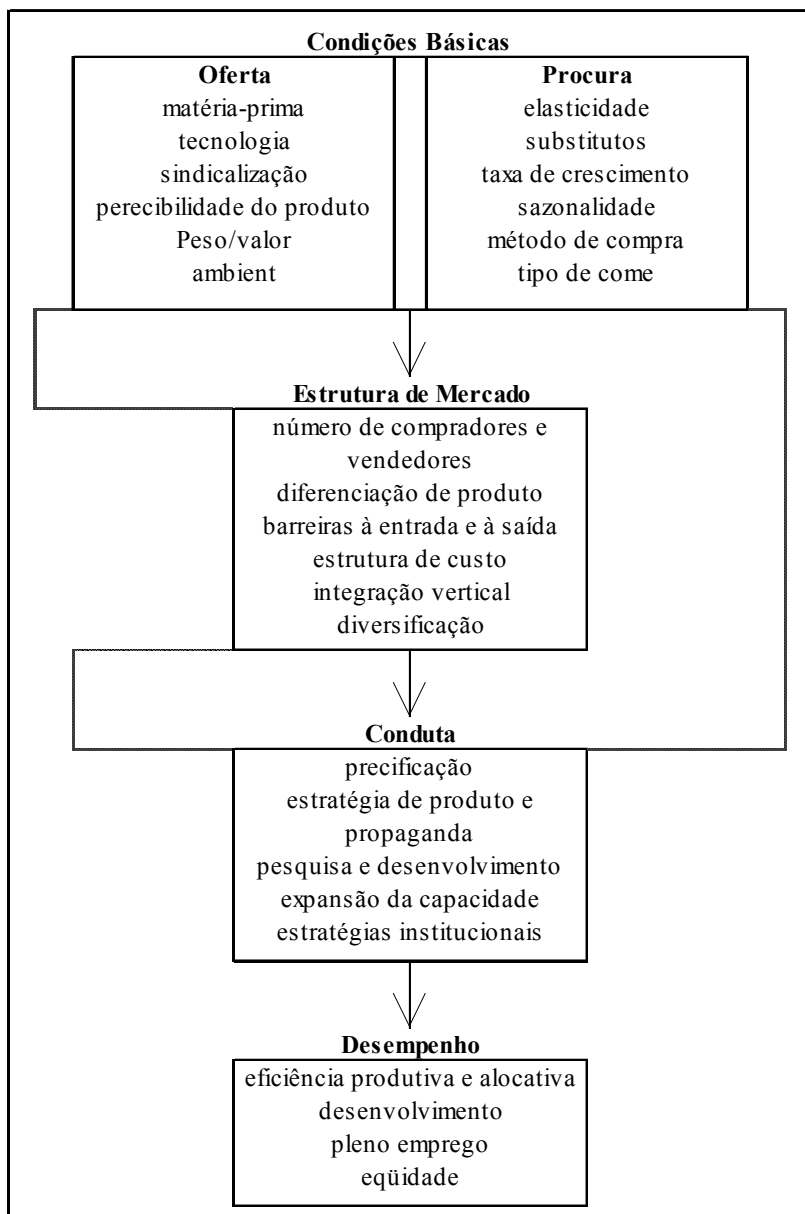 Condições Básicas
Oferta
matéria-prima
tecnologia
sindicalização
perecibilidade do produto
Peso/valor
ambient
Procura
elasticidade
substitutos
taxa de crescimento
sazonalidade
método de compra
tipo de come
Estrutura de Mercado
número de compradores e
vendedores
diferenciação de produto
barreiras à entrada e à saída
estrutura de custo
integração vertical
diversificação
Conduta
precificação
estratégia de produto e
propaganda
pesquisa e desenvolvimento
expansão da capacidade
estratégias institucionais
Desempenho
eficiência produtiva e alocativa
desenvolvimento
pleno emprego
eqüidade